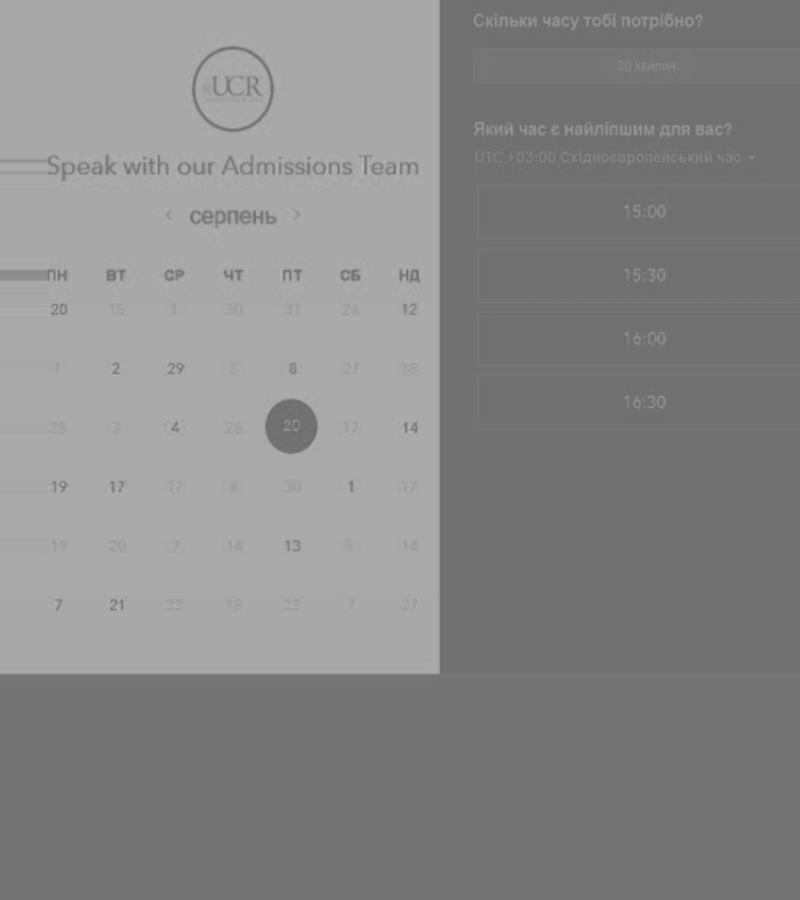 UCR
Speak with our Admissions Team
< серпень >
ПН ВТ СР ЧТ ПТ СБ НД
20 15 1 30 31 26 12
1 2 29 2 8 27 18
25 3 4 26 20 17 14
19 17 17 4 30 1 17
19 20 7 14 13 14
7 21 22 18 23 7 27
Скільки часу тобі потрібно?
30 хвилин
Який час є найліпшим для вас?
UTC +03:00 Східноєвропейський час
15:00
15:30
16:00
16:30